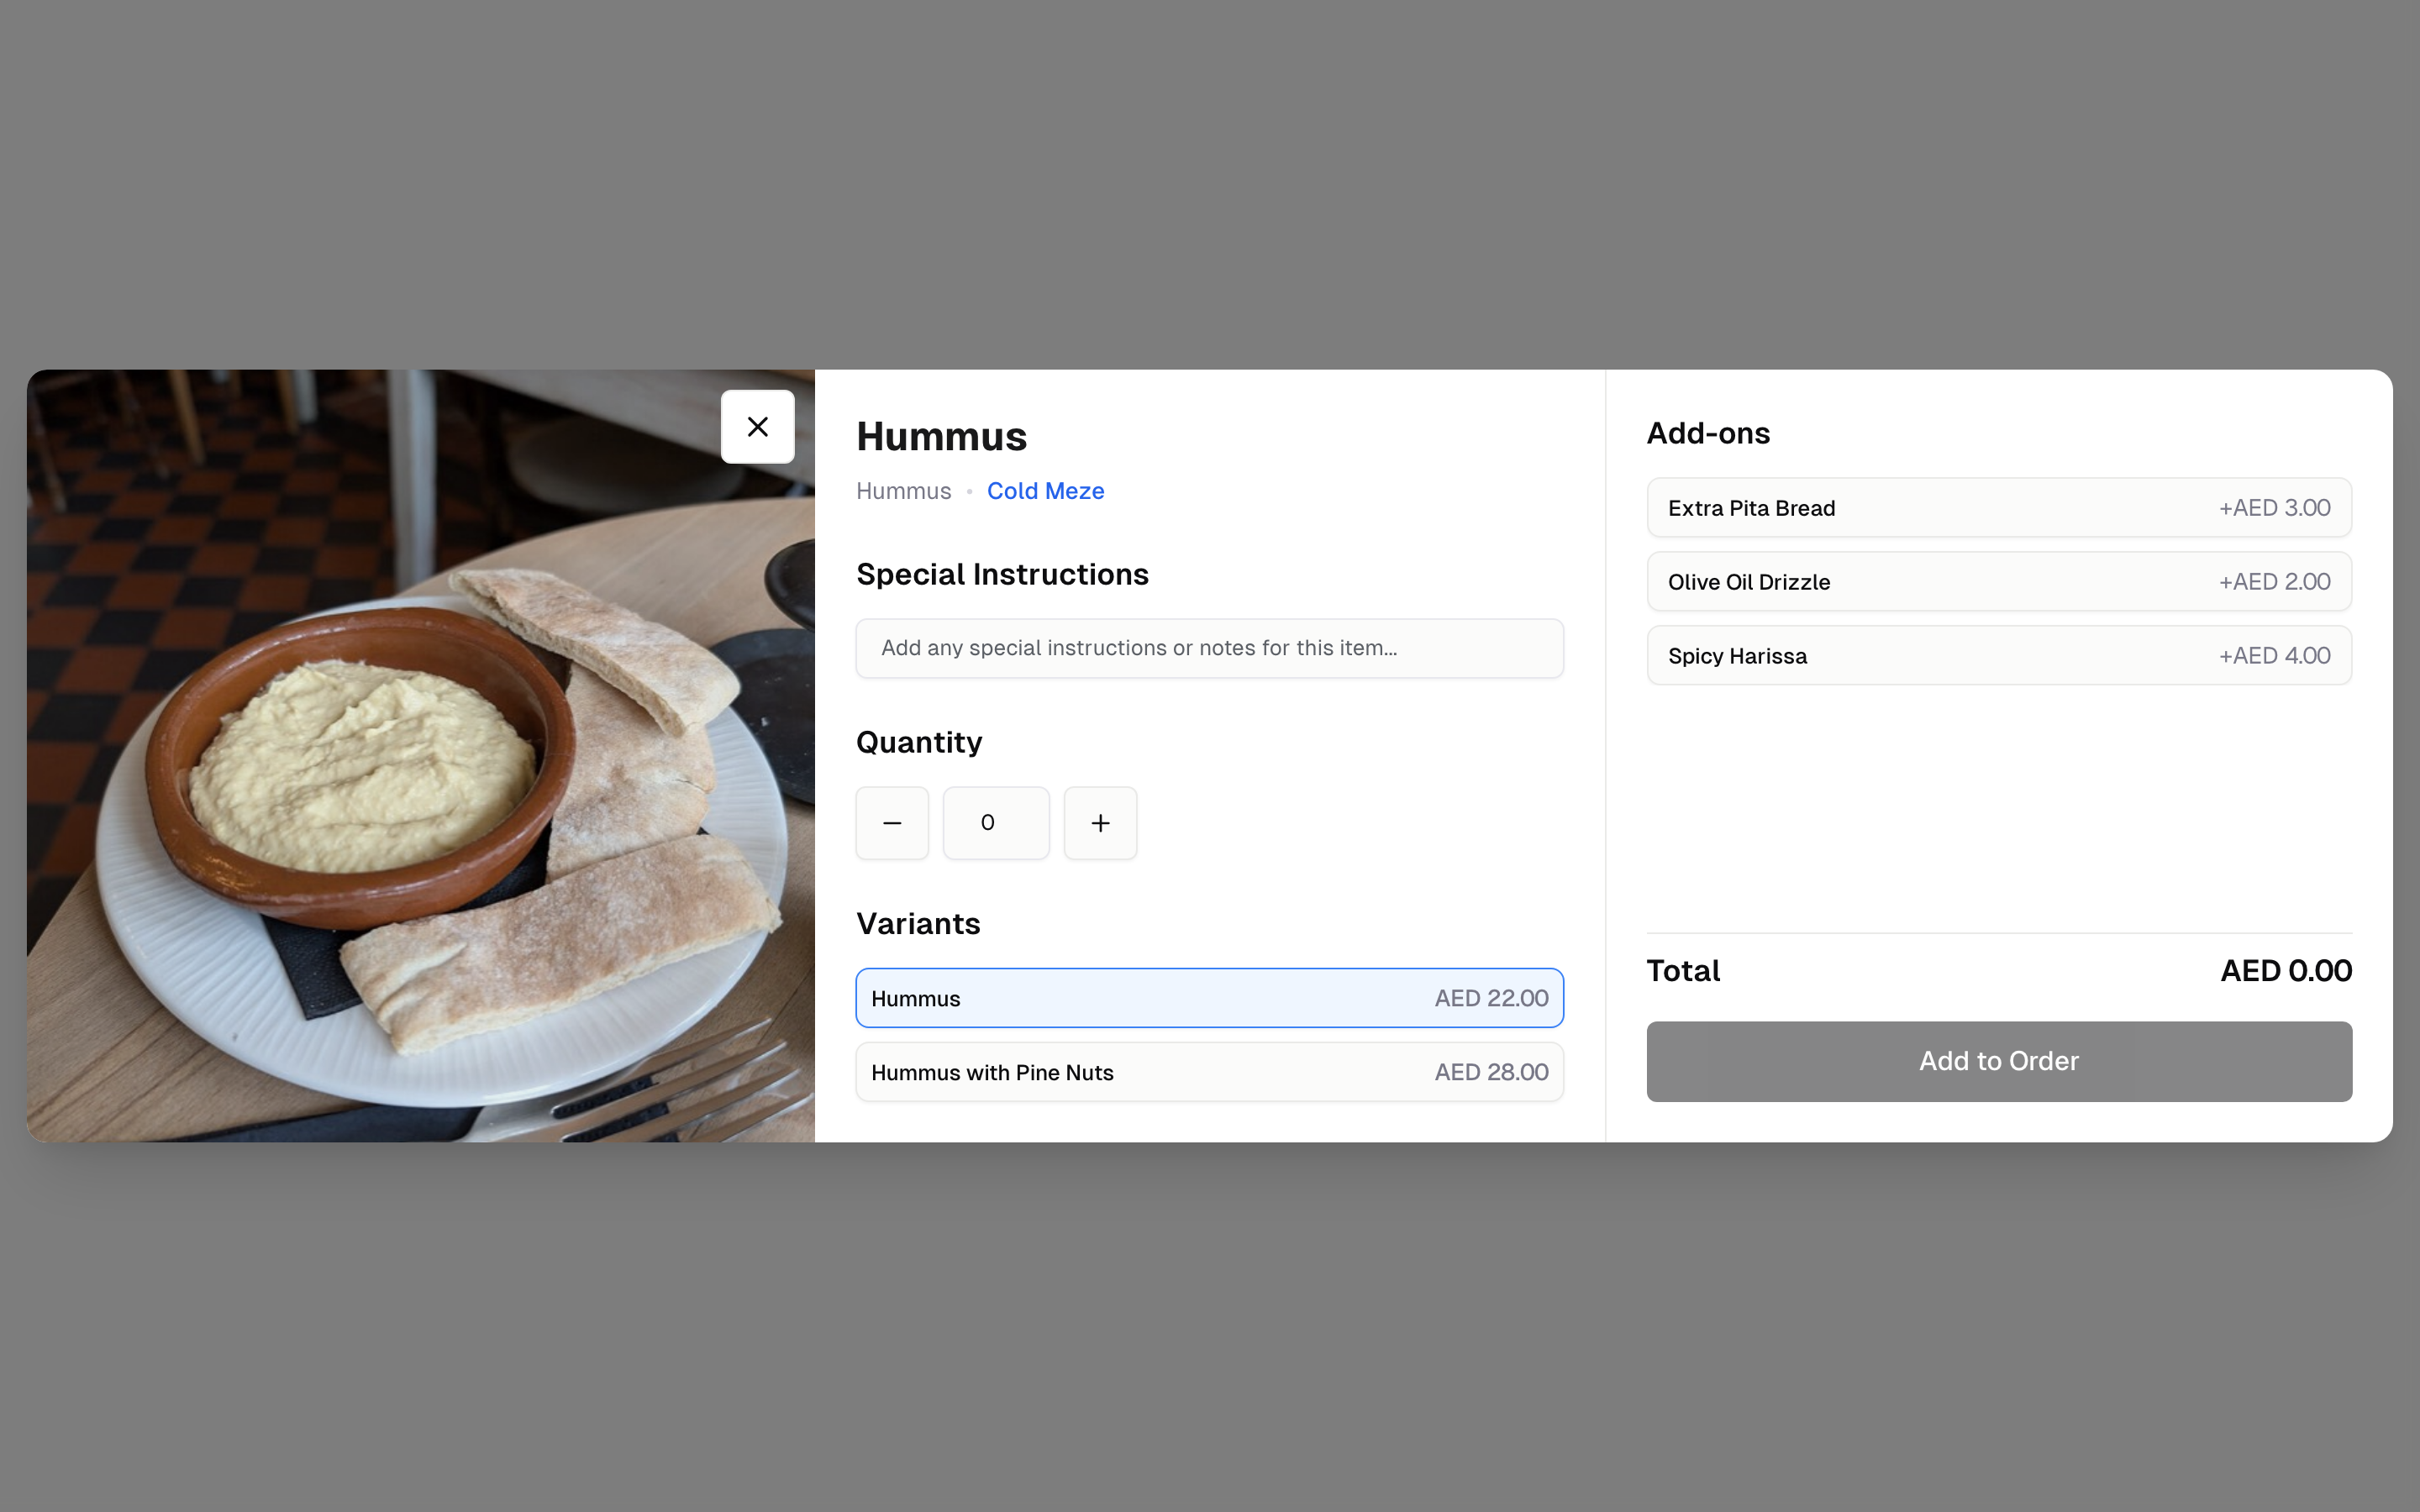 Hummus
Hummus • Cold Meze
Special Instructions
Add any special instructions or notes for this item...
Quantity
0
Variants
Hummus AED 22.00
Hummus with Pine Nuts AED 28.00
Add-ons
Extra Pita Bread +AED 3.00
Olive Oil Drizzle +AED 2.00
Spicy Harissa +AED 4.00
Total AED 0.00
Add to Order